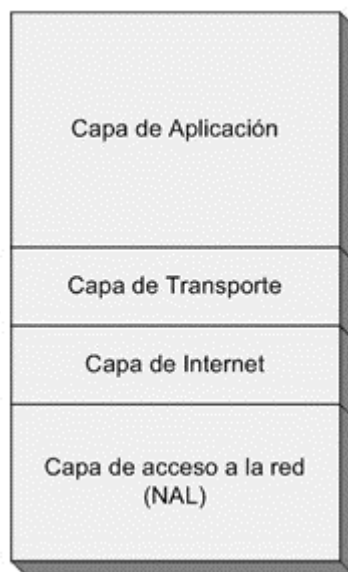 Capa de Aplicación
Capa de Transporte
Capa de Internet
Capa de acceso a la red
(NAL)